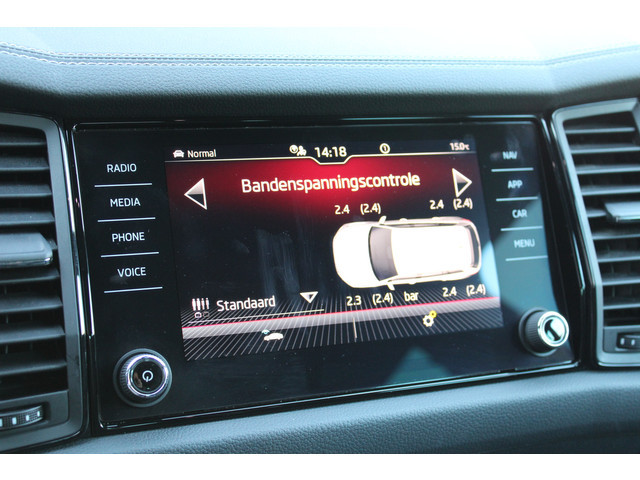 Normal 14:18 15.0°C
RADIO
MEDIA
PHONE
VOICE
Bandenspanningscontrole
2.4 (2.4) 2.4 (2.4)
2.3 (2.4) bar 2.4 (2.4)
Standaard
NAV
APP
CAR
MENU